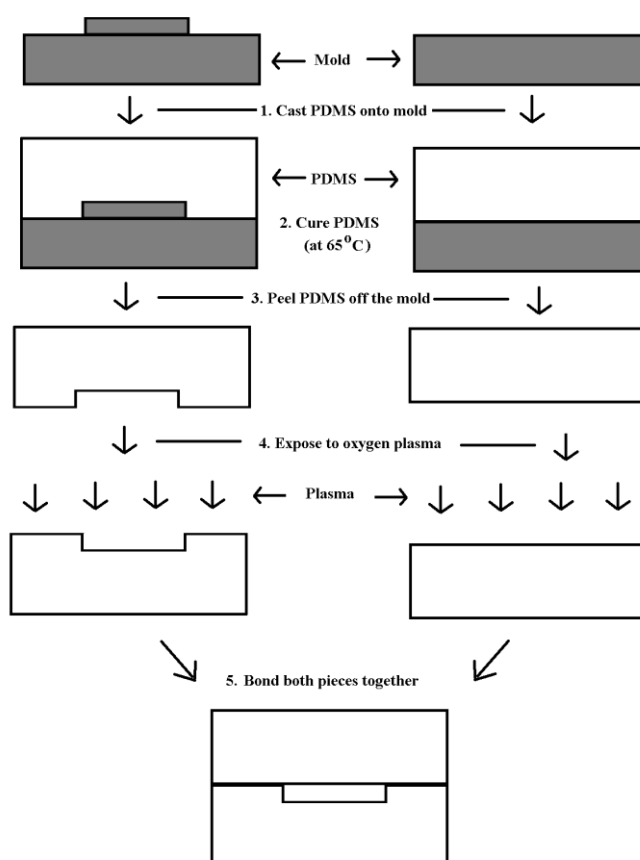 Mold
1. Cast PDMS onto mold
PDMS
2. Cure PDMS
(at 65°C)
3. Peel PDMS off the mold
4. Expose to oxygen plasma
Plasma
5. Bond both pieces together